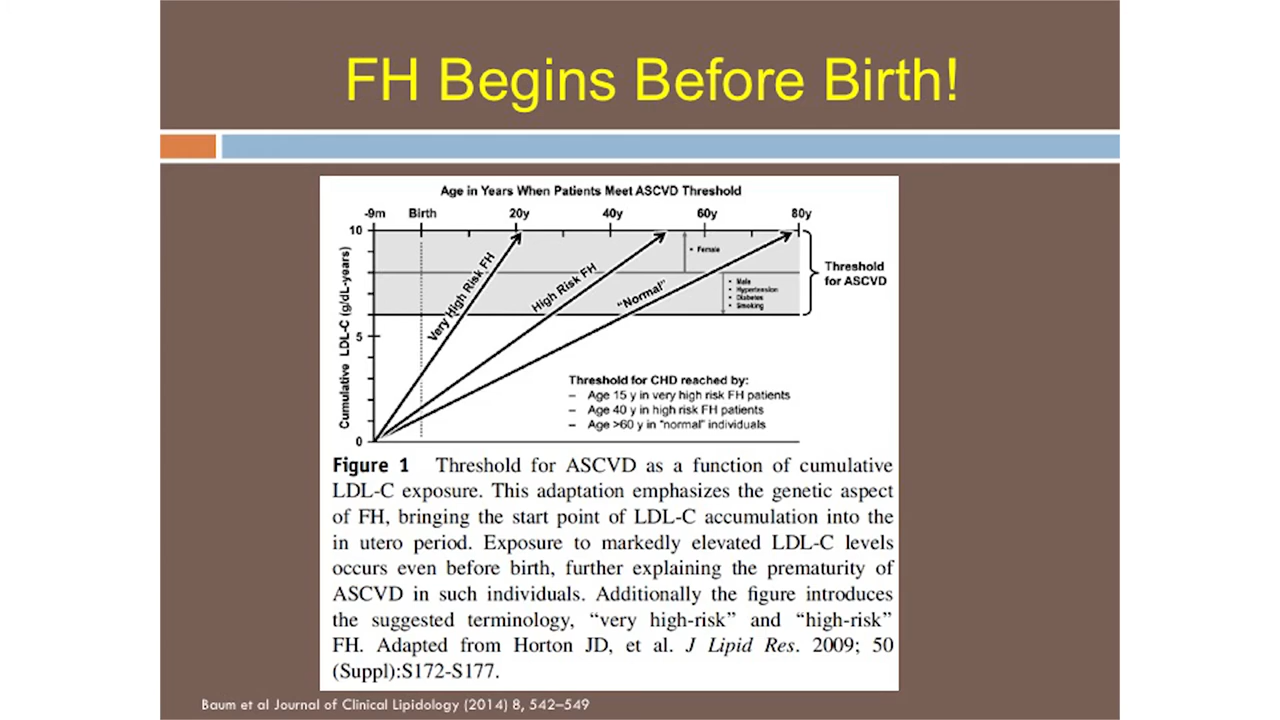 FH Begins Before Birth!
Age in Years When Patients Meet ASCVD Threshold
-9m Birth 20y 40y 60y 80y
10
5
0
Cumulative LDL-C (g/dL-years)
Very High Risk FH
High Risk FH
"Normal"
• Female
• Male
• Hypertension
• Diabetes
• Smoking
Threshold
for ASCVD
Threshold for CHD reached by:
– Age 15 y in very high risk FH patients
– Age 40 y in high risk FH patients
– Age >60 y in "normal" individuals
Figure 1 Threshold for ASCVD as a function of cumulative
LDL-C exposure. This adaptation emphasizes the genetic aspect
of FH, bringing the start point of LDL-C accumulation into the
in utero period. Exposure to markedly elevated LDL-C levels
occurs even before birth, further explaining the prematurity of
ASCVD in such individuals. Additionally the figure introduces
the suggested terminology, “very high-risk” and “high-risk”
FH. Adapted from Horton JD, et al. J Lipid Res. 2009; 50
(Suppl):S172-S177.
Baum et al Journal of Clinical Lipidology (2014) 8, 542–549